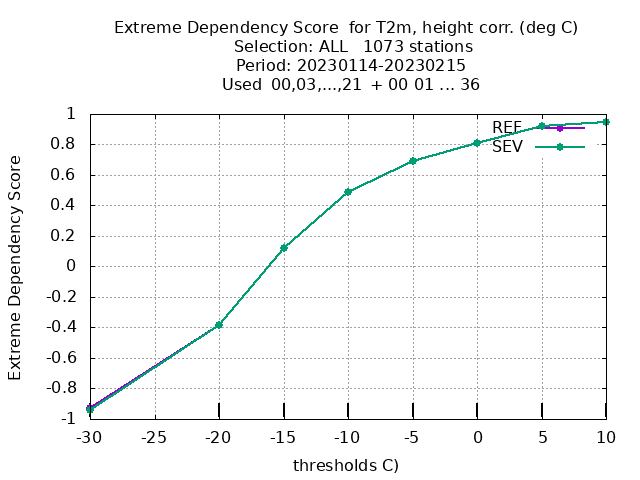 Extreme Dependency Score  for T2m, height corr. (deg C)
Selection: ALL   1073 stations
Period: 20230114-20230215
Used  00,03,...,21  + 00 01 ... 36
Extreme Dependency Score
1
0.8
0.6
0.4
0.2
0
-0.2
-0.4
-0.6
-0.8
-1
REF
SEV
-30 -25 -20 -15 -10 -5 0 5 10
thresholds C)